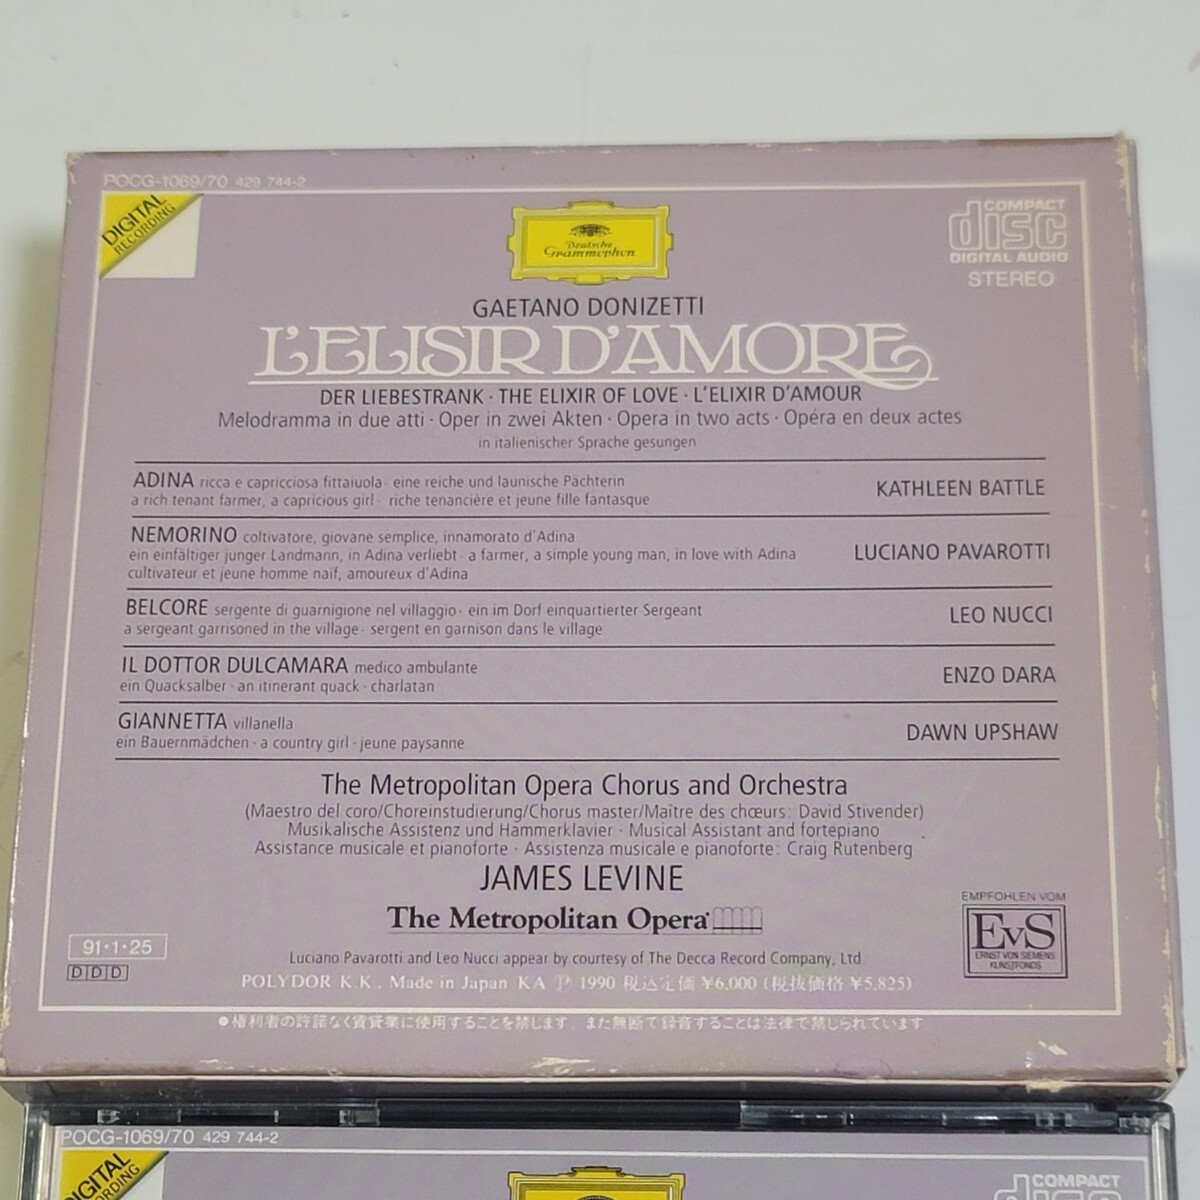 POCG-1069/70 429 744-2
DIGITAL
RECORDING
Deutsche
Grammophon
COMPACT
disc
DIGITAL AUDIO
STEREO
GAETANO DONIZETTI
L'ELISIR D'AMORE
DER LIEBESTRANK · THE ELIXIR OF LOVE · L'ELIXIR D'AMOUR
Melodramma in due atti · Oper in zwei Akten · Opera in two acts · Opéra en deux actes
in italienischer Sprache gesungen
ADINA ricca e capricciosa fittaiuola · eine reiche und launische Pächterin
a rich tenant farmer, a capricious girl · riche tenancière et jeune fille fantasque
KATHLEEN BATTLE
NEMORINO coltivatore, giovane semplice, innamorato d'Adina
ein einfältiger junger Landmann, in Adina verliebt · a farmer, a simple young man, in love with Adina
cultivateur et jeune homme naïf, amoureux d'Adina
LUCIANO PAVAROTTI
BELCORE sergente di guarnigione nel villaggio · ein im Dorf einquartierter Sergeant
a sergeant garrisoned in the village · sergent en garnison dans le village
LEO NUCCI
IL DOTTOR DULCAMARA medico ambulante
ein Quacksalber · an itinerant quack · charlatan
ENZO DARA
GIANNETTA villanella
ein Bauernmädchen · a country girl · jeune paysanne
DAWN UPSHAW
The Metropolitan Opera Chorus and Orchestra
(Maestro del coro/Choreinstudierung/Chorus master/Maître des chœurs: David Stivender)
Musikalische Assistenz und Hammerklavier · Musical Assistant and fortepiano
Assistance musicale et pianoforte · Assistenza musicale e pianoforte: Craig Rutenberg
JAMES LEVINE
The Metropolitan Opera
EMPFOHLEN VOM
EvS
ERNST VON SIEMENS
KUNSTFONDS
91·1·25
DDD
Luciano Pavarotti and Leo Nucci appear by courtesy of The Decca Record Company, Ltd.
POLYDOR K.K. Made in Japan KA Ⓟ 1990 税込定価 ¥6,000 (税抜価格 ¥5,825)
●権利者の許諾なく賃貸業に使用することを禁じます。また無断で録音することは法律で禁じられています
POCG-1069/70 429 744-2
DIGITAL
RECORDING
COMPACT
disc